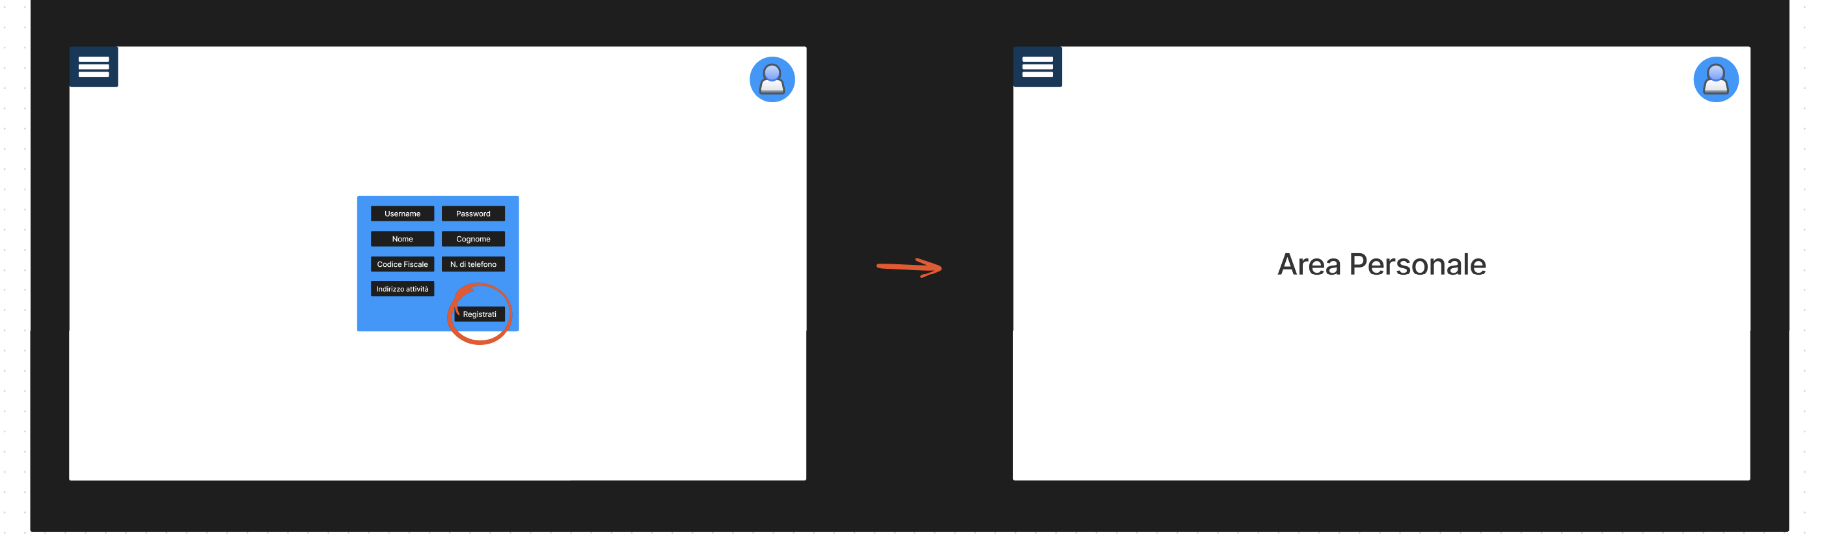 Username Password
Nome Cognome
Codice Fiscale N. di telefono
Indirizzo attività
Registrati
Area Personale